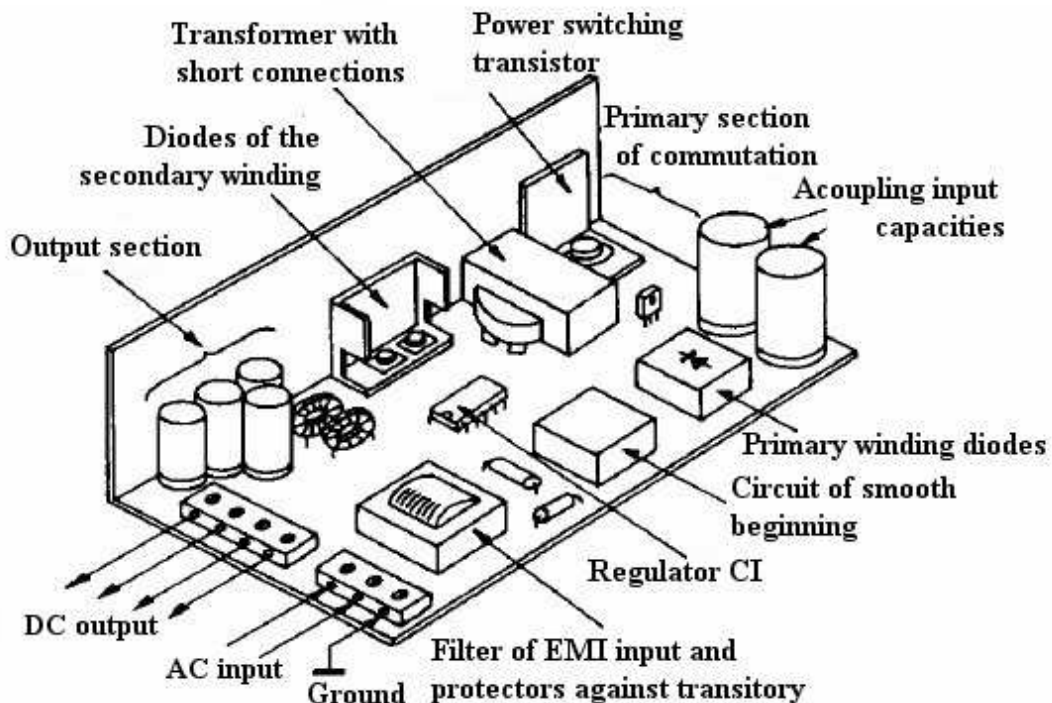 Transformer with
short connections
Power switching
transistor
Diodes of the
secondary winding
Primary section
of commutation
Acoupling input
capacities
Output section
Primary winding diodes
Circuit of smooth
beginning
Regulator CI
DC output
AC input
Ground
Filter of EMI input and
protectors against transitory